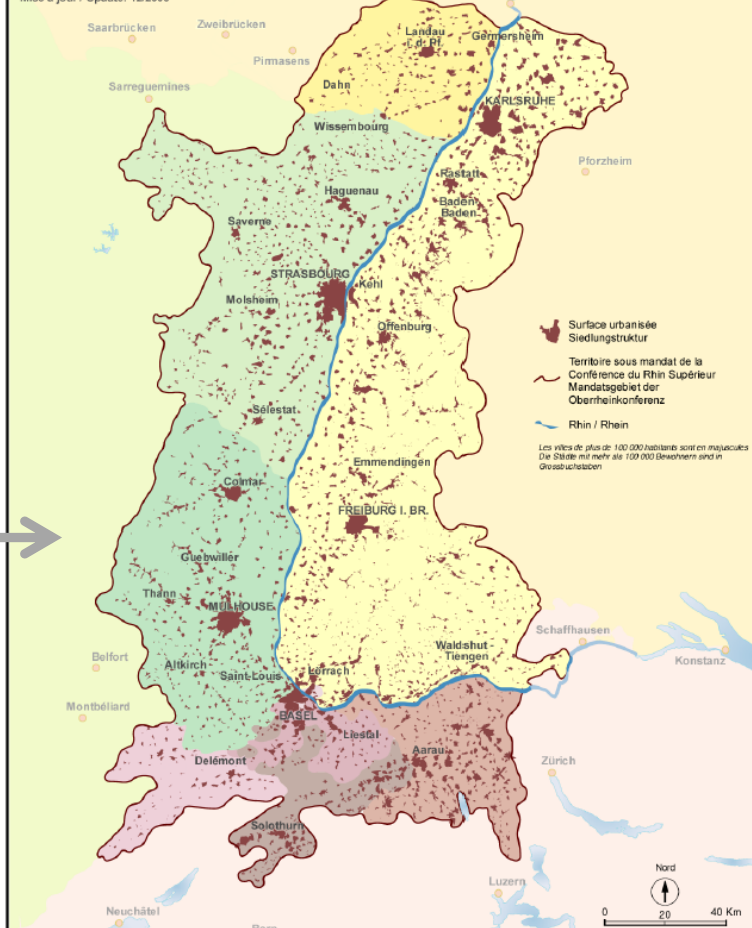 Saarbrücken
Zweibrücken
Landau
i. d. Pf.
Germersheim
Pirmasens
Dahn
Sarreguemines
KARLSRUHE
Wissembourg
Pforzheim
Rastatt
Haguenau
Baden
Baden
Saverne
STRASBOURG
Kehl
Molsheim
Offenburg
Surface urbanisée
Siedlungstruktur
Territoire sous mandat de la
Conférence du Rhin Supérieur
Mandatsgebiet der
Oberrheinkonferenz
Rhin / Rhein
Les villes de plus de 100 000 habitants sont en majuscules
Die Städte mit mehr als 100 000 Bewohnern sind in
Grossbuchstaben
Sélestat
Emmendingen
Colmar
FREIBURG I. BR.
Guebwiller
Thann
MULHOUSE
Schaffhausen
Waldshut
Tiengen
Konstanz
Belfort
Altkirch
Saint-Louis
Lörrach
Montbéliard
BASEL
Liestal
Aarau
Delémont
Zürich
Solothurn
Nord
Luzern
Neuchâtel
0 20 40 Km